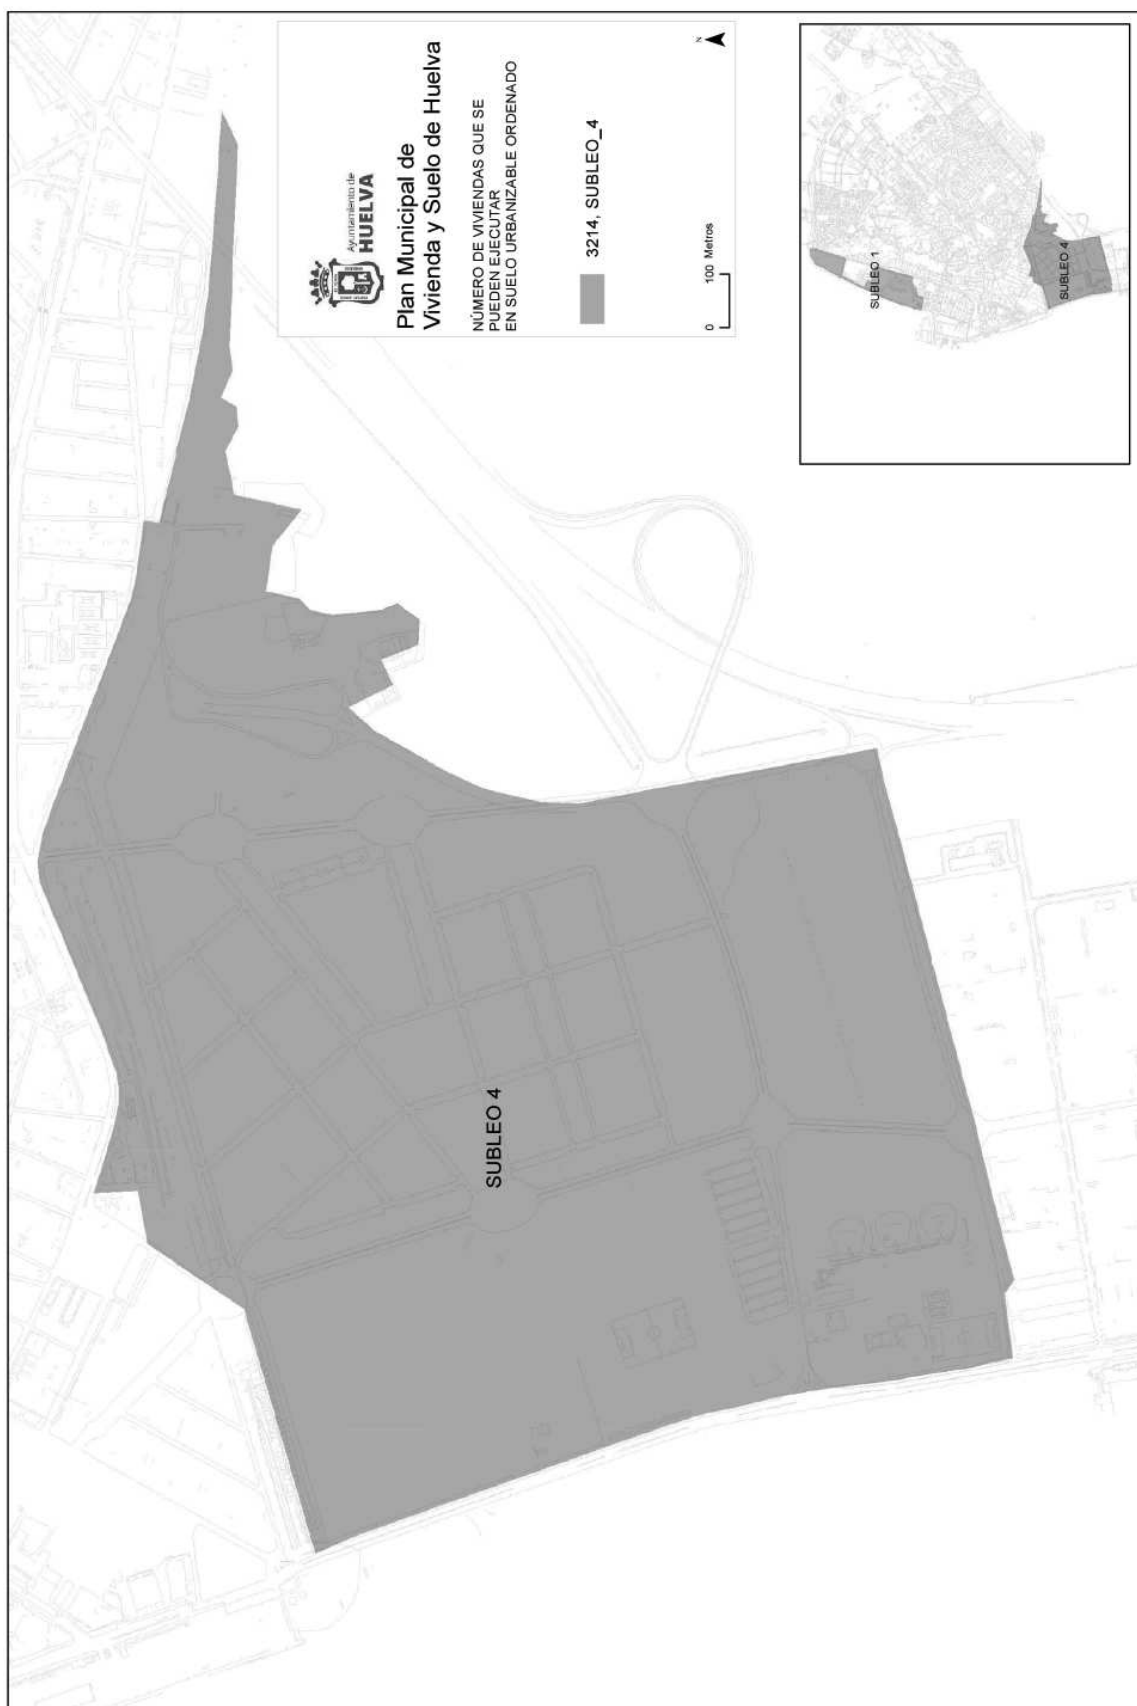 Ayuntamiento de
HUELVA
Plan Municipal de
Vivienda y Suelo de Huelva
NÚMERO DE VIVIENDAS QUE SE
PUEDEN EJECUTAR
EN SUELO URBANIZABLE ORDENADO
3214, SUBLEO_4
0 100 Metros
N
SUBLEO 4
SUBLEO 1
SUBLEO 4